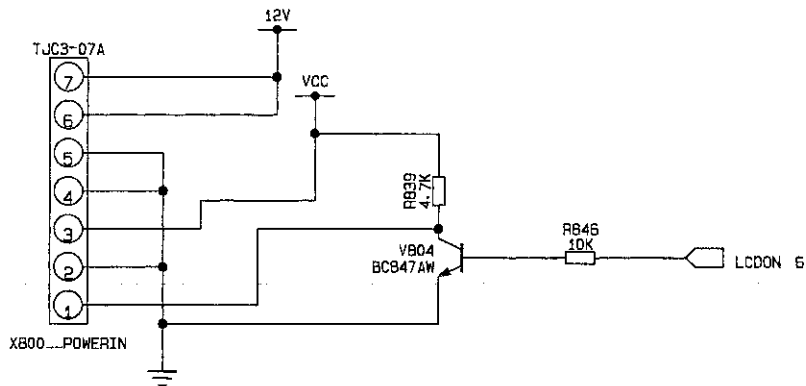 12V
TJC3-07A
7
VCC
6
5
4
R839
4.7K
3
R846
10K
V804
BC847AW
2
LCDON 6
1
X800__POWERIN